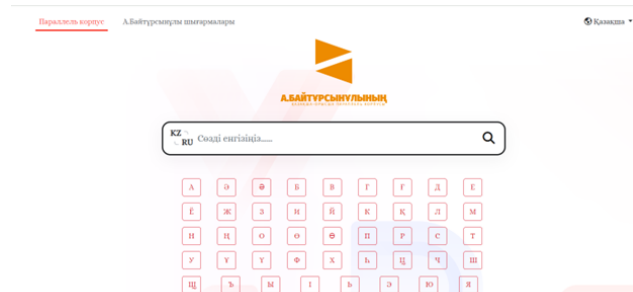 Параллель корпус А.Байтұрсынұлы шығармалары Қазақша
А.БАЙТҰРСЫНҰЛЫНЫҢ
KZ RU Сөзді енгізіңіз.....
А Ә Ә Б В Г Ғ Д Е
Ё Ж З И Й К Қ Л М
Н Ң О О Ө П Р С Т
У Ү Ұ Ф Х Һ Ц Ч Ш
Щ Ъ Ы І Ь Э Ю Я